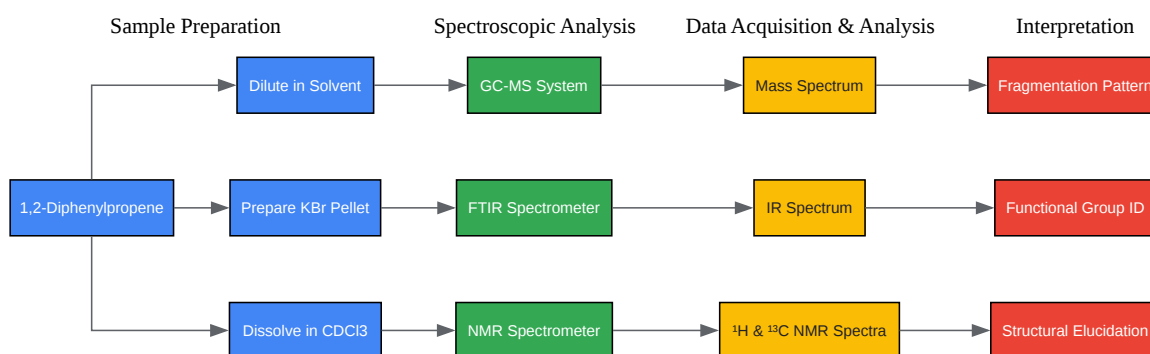 Sample Preparation
Spectroscopic Analysis
Data Acquisition & Analysis
Interpretation
Dilute in Solvent
GC-MS System
Mass Spectrum
Fragmentation Pattern
1,2-Diphenylpropene
Prepare KBr Pellet
FTIR Spectrometer
IR Spectrum
Functional Group ID
Dissolve in CDCl3
NMR Spectrometer
¹H & ¹³C NMR Spectra
Structural Elucidation